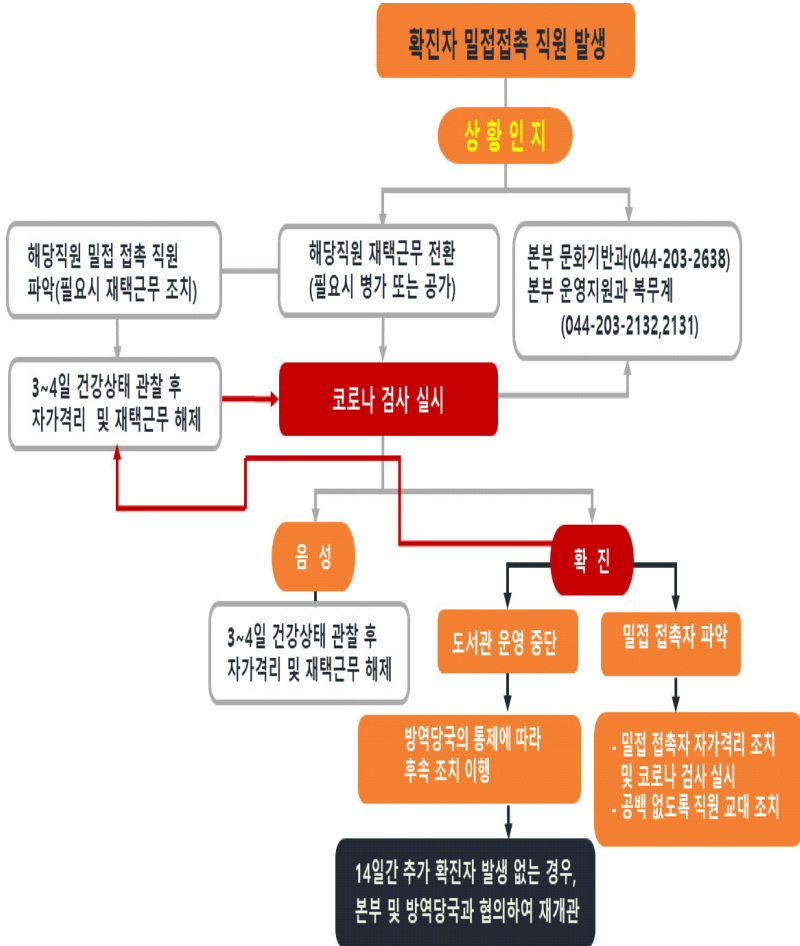 확진자 밀접접촉 직원 발생
상황인지
해당직원 밀접 접촉 직원
파악(필요시 재택근무 조치)
해당직원 재택근무 전환
(필요시 병가 또는 공가)
본부 문화기반과(044-203-2638)
본부 운영지원과 복무계
(044-203-2132,2131)
3~4일 건강상태 관찰 후
자가격리 및 재택근무 해제
코로나 검사 실시
음 성
확 진
3~4일 건강상태 관찰 후
자가격리 및 재택근무 해제
도서관 운영 중단
밀접 접촉자 파악
방역당국의 통제에 따라
후속 조치 이행
- 밀접 접촉자 자가격리 조치
및 코로나 검사 실시
- 공백 없도록 직원 교대 조치
14일간 추가 확진자 발생 없는 경우,
본부 및 방역당국과 협의하여 재개관